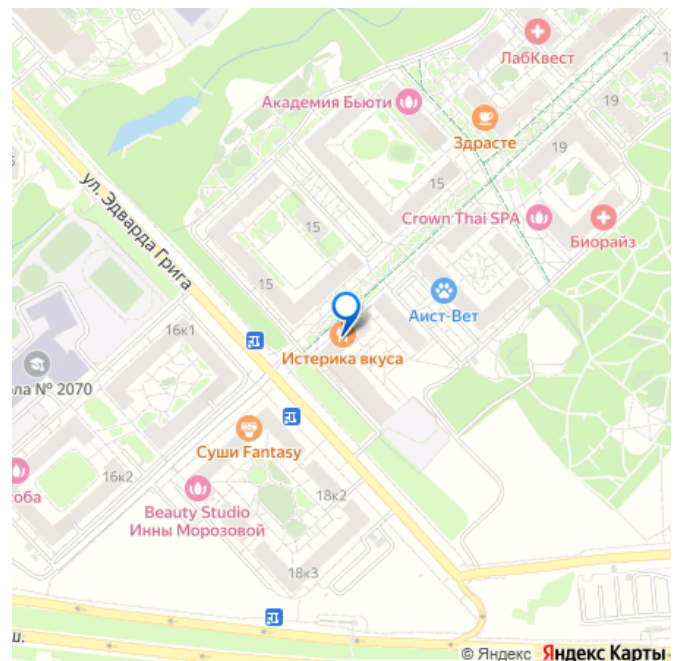 ЛабКвест
Академия Бьюти
Здрасте
19
19
15
15
15
ул. Эдварда Грига
Crown Thai SPA
Биорайз
Аист-Вет
Истерика вкуса
16к1
ла № 2070
Суши Fantasy
оба
16к2
Beauty Studio
Инны Морозовой
18к2
18к3
ш.
© Яндекс Яндекс Карты